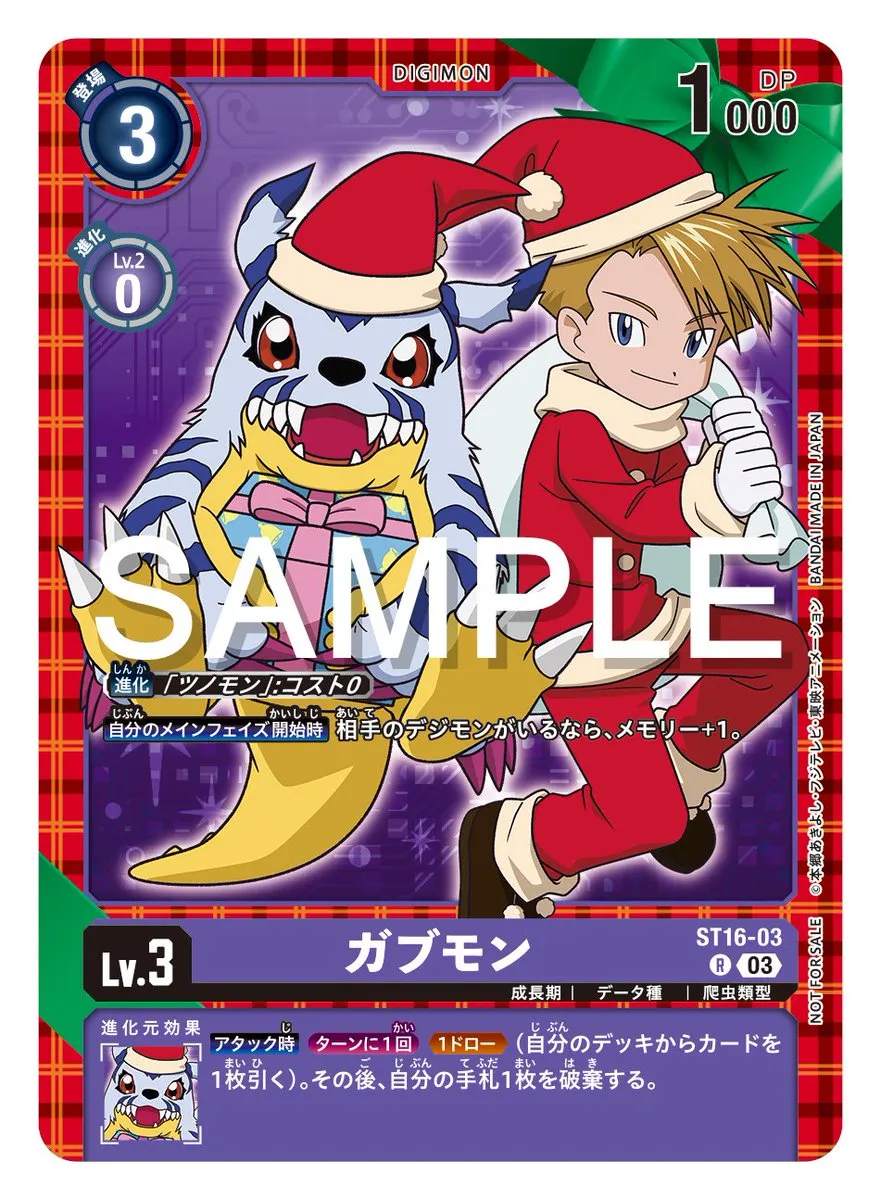 DIGIMON
登場
3
DP
1000
進化
Lv.2
0
SAMPLE
進化 「ツノモン」:コスト0
自分のメインフェイズ開始時 相手のデジモンがいるなら、メモリー+1。
©本郷あきよし・フジテレビ・東映アニメーション BANDAI MADE IN JAPAN
NOT FOR SALE
Lv.3
ガブモン
ST16-03
R 03
成長期 | データ種 | 爬虫類型
進化元効果
アタック時 ターンに1回 1ドロー (自分のデッキからカードを
1枚引く)。その後、自分の手札1枚を破棄する。